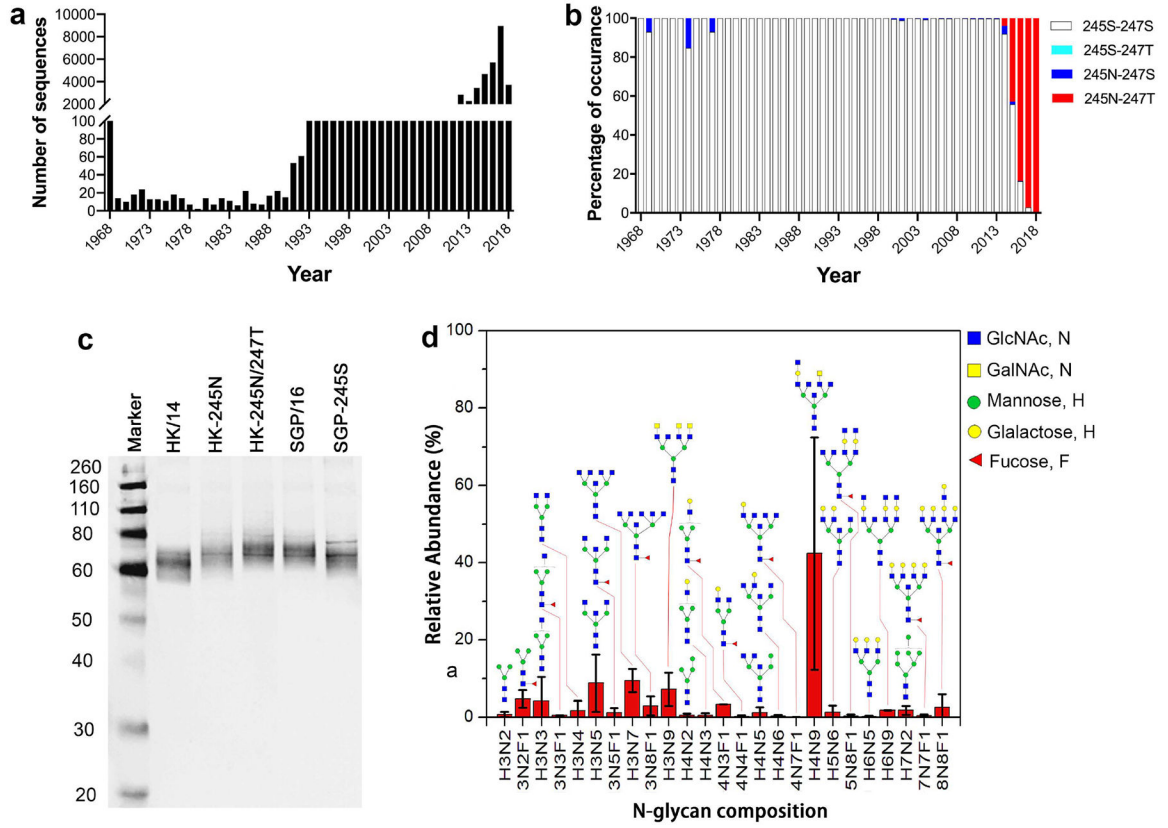 a
Number of sequences
10000
8000
6000
4000
2000
100
80
60
40
20
0
1968
1973
1978
1983
1988
1993
1998
2003
2008
2013
2018
Year
b
Percentage of occurance
100
80
60
40
20
0
1968
1973
1978
1983
1988
1993
1998
2003
2008
2013
2018
Year
245S-247S
245S-247T
245N-247S
245N-247T
c
Marker
HK/14
HK-245N
HK-245N/247T
SGP/16
SGP-245S
260
160
110
80
60
50
40
30
20
d
Relative Abundance (%)
100
80
60
40
20
a
0
H3N2
3N2F1
H3N3
3N3F1
H3N4
H3N5
3N5F1
H3N7
3N8F1
H3N9
H4N2
H4N3
4N3F1
4N4F1
H4N5
H4N6
4N7F1
H4N9
H5N6
5N8F1
H6N5
H6N9
H7N2
7N7F1
8N8F1
N-glycan composition
GlcNAc, N
GalNAc, N
Mannose, H
Glalactose, H
Fucose, F